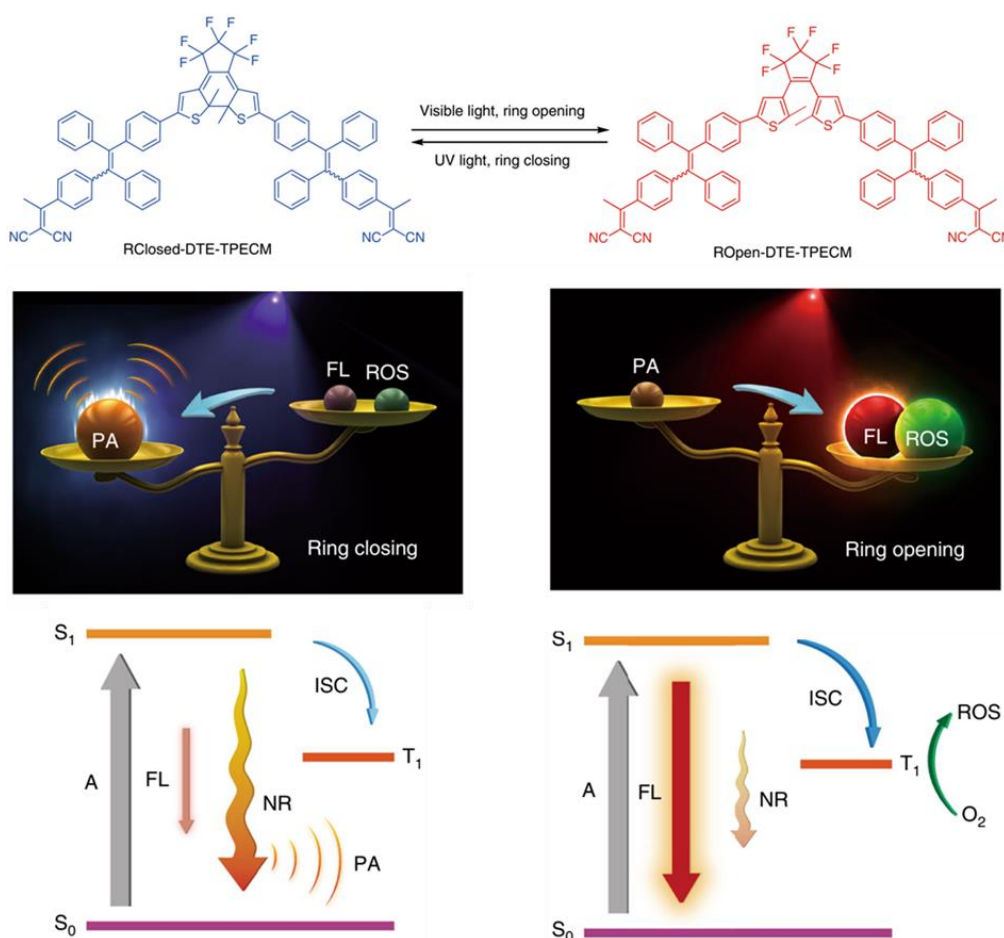 F F
F F
F F
S S
NC CN
NC CN
RClosed-DTE-TPECM
Visible light, ring opening
UV light, ring closing
F F
F F
F F
S S
NC CN
NC CN
ROpen-DTE-TPECM
PA
FL ROS
Ring closing
PA
FL ROS
Ring opening
S1
ISC
T1
A
FL
NR
PA
S0
S1
ISC
ROS
T1
A
FL
NR
O2
S0